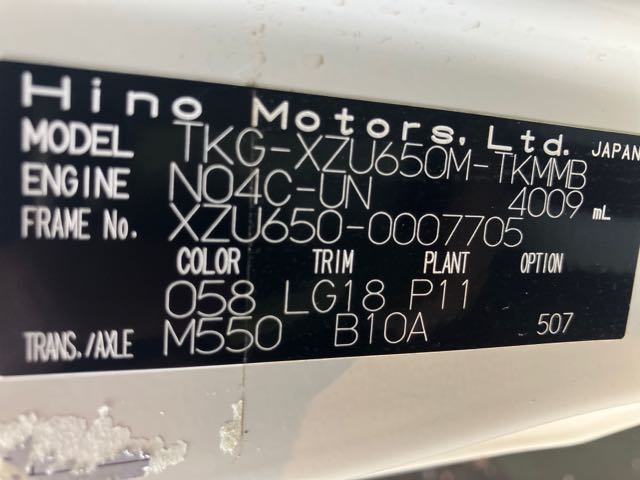 Hino Motors, Ltd. JAPAN
MODEL TKG-XZU650M-TKMMB
ENGINE N04C-UN 4009 mL
FRAME No. XZU650-0007705
COLOR TRIM PLANT OPTION
058 LG18 P11
TRANS./AXLE M550 B10A 507